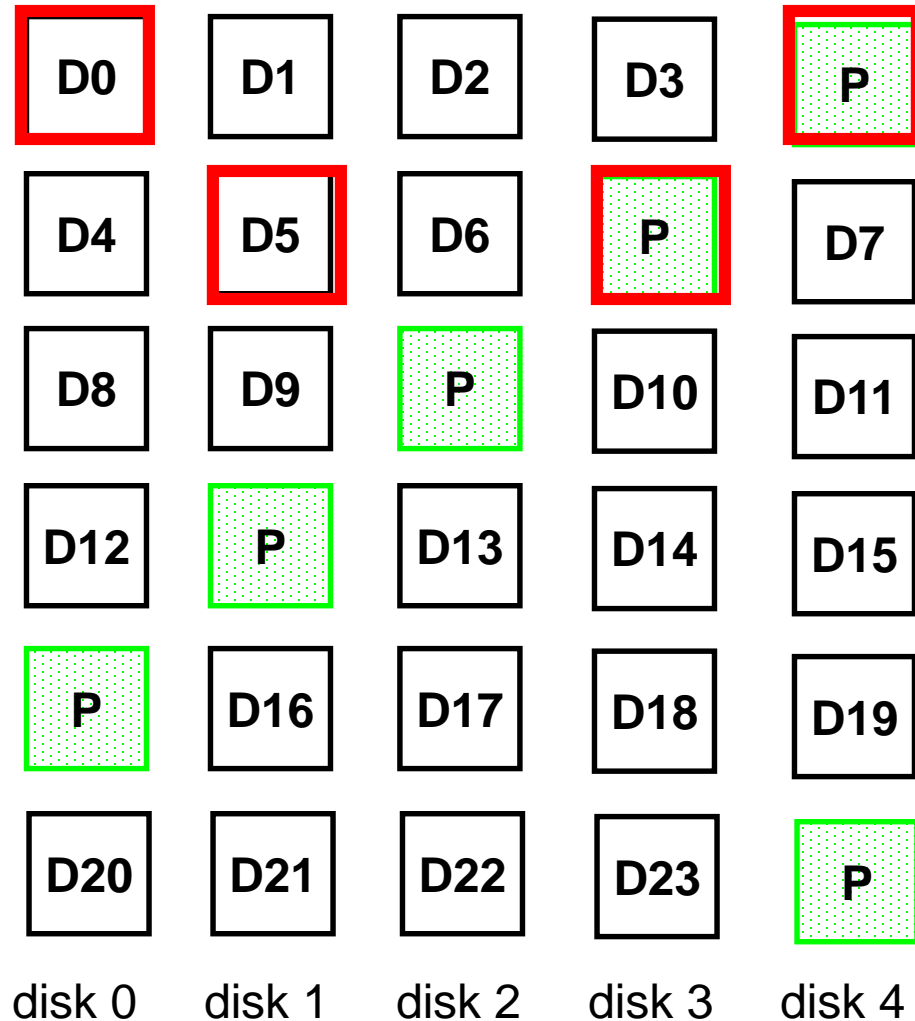 D0 D1 D2 D3 P
D4 D5 D6 P D7
D8 D9 P D10 D11
D12 P D13 D14 D15
P D16 D17 D18 D19
D20 D21 D22 D23 P
disk 0 disk 1 disk 2 disk 3 disk 4